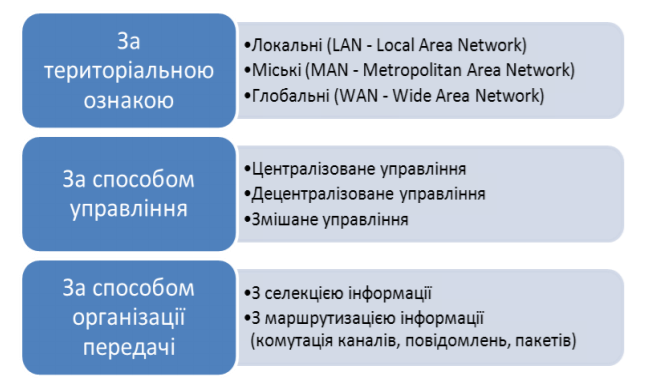 За
територіальною
ознакою
•Локальні (LAN - Local Area Network)
•Міські (MAN - Metropolitan Area Network)
•Глобальні (WAN - Wide Area Network)
За способом
управління
•Централізоване управління
•Децентралізоване управління
•Змішане управління
За способом
організації
передачі
•З селекцією інформації
•З маршрутизацією інформації
(комутація каналів, повідомлень, пакетів)